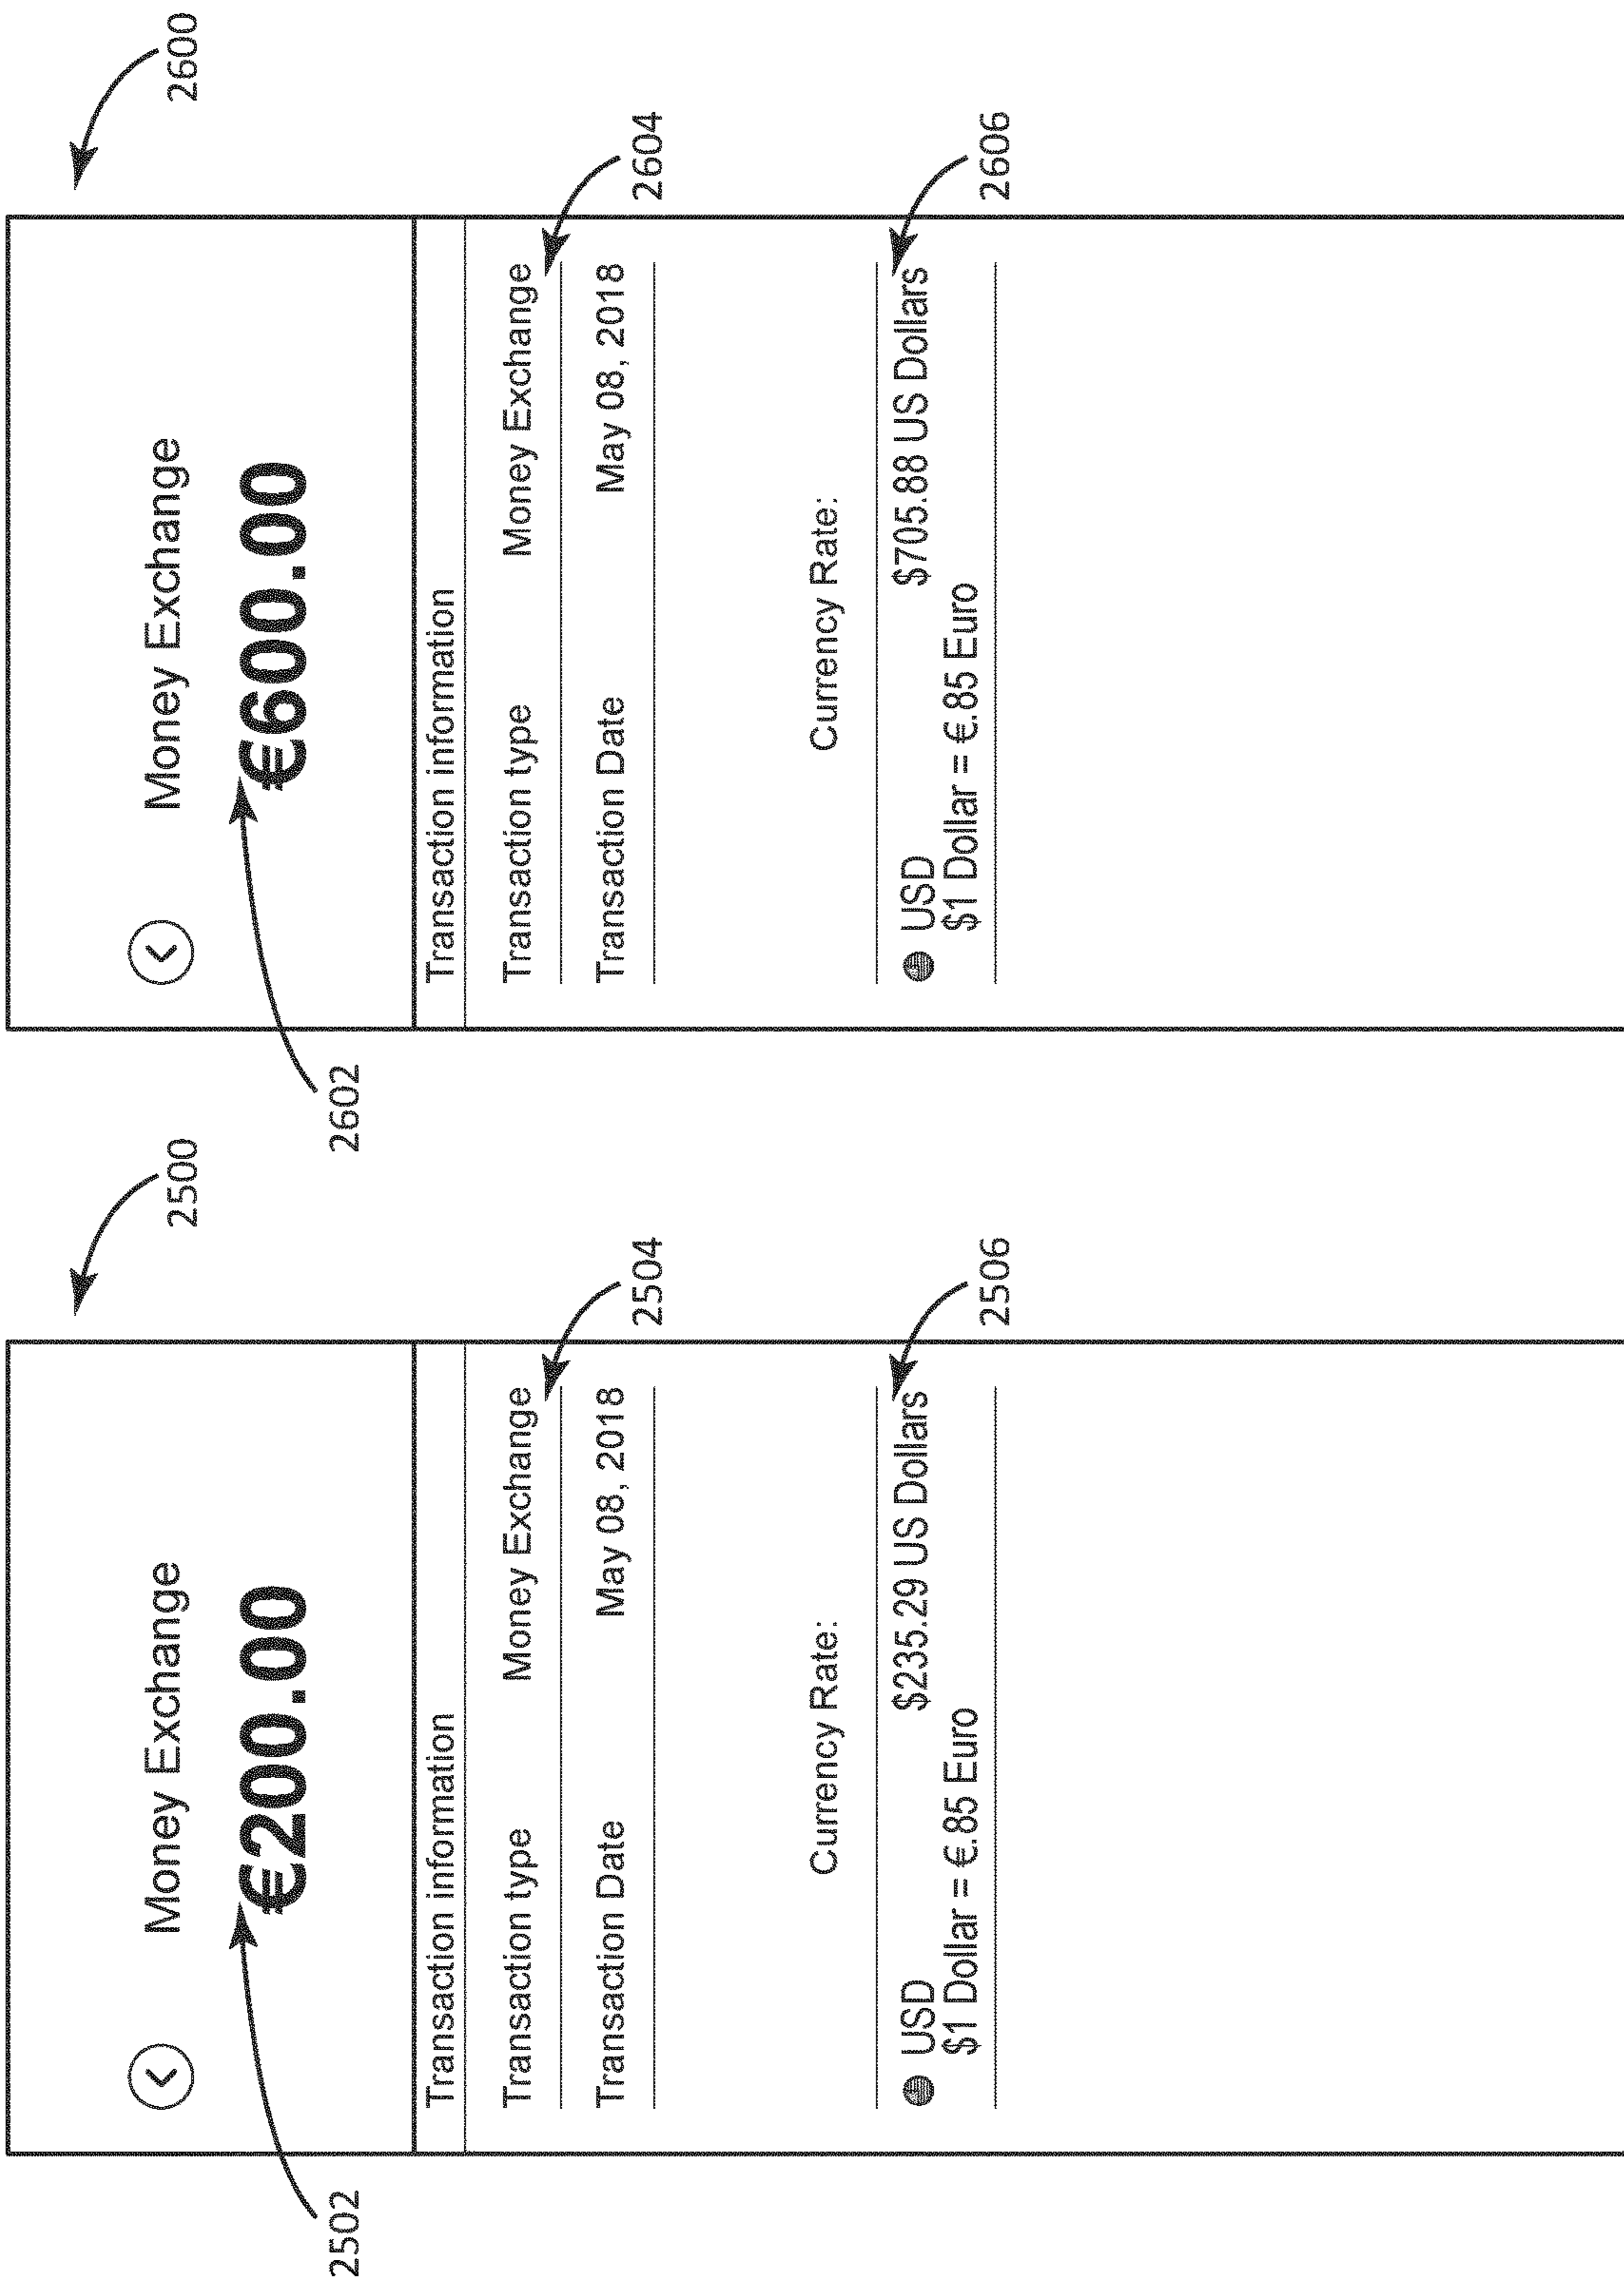 2500
Money Exchange
2502
€200.00
Transaction information
Transaction type Money Exchange
2504
Transaction Date May 08, 2018
Currency Rate:
USD $235.29 US Dollars
2506
$1 Dollar = €.85 Euro
2600
Money Exchange
2602
€600.00
Transaction information
Transaction type Money Exchange
2604
Transaction Date May 08, 2018
Currency Rate:
USD $705.88 US Dollars
2606
$1 Dollar = €.85 Euro